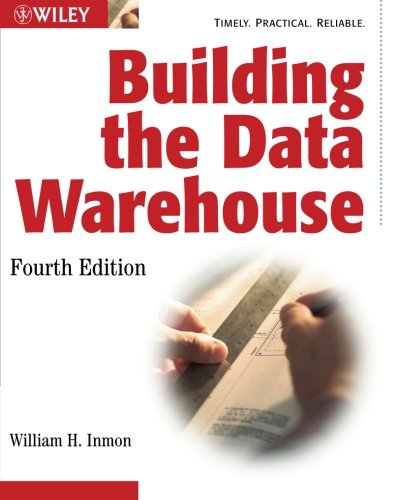 WILEY
TIMELY. PRACTICAL. RELIABLE.
Building
the Data
Warehouse
Fourth Edition
William H. Inmon